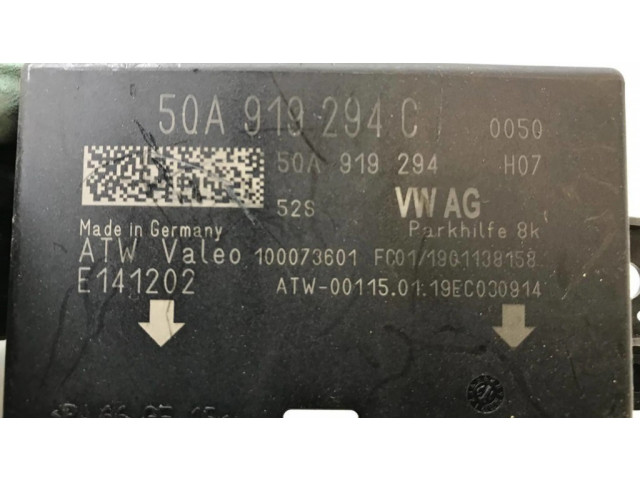 5QA 919 294 C 0050
5QA 919 294 H07
52S VW AG
Made in Germany Parkhilfe 8k
ATW Valeo 100073601 FC01/1901138158
E141202 ATW-00115.01.19EC030914